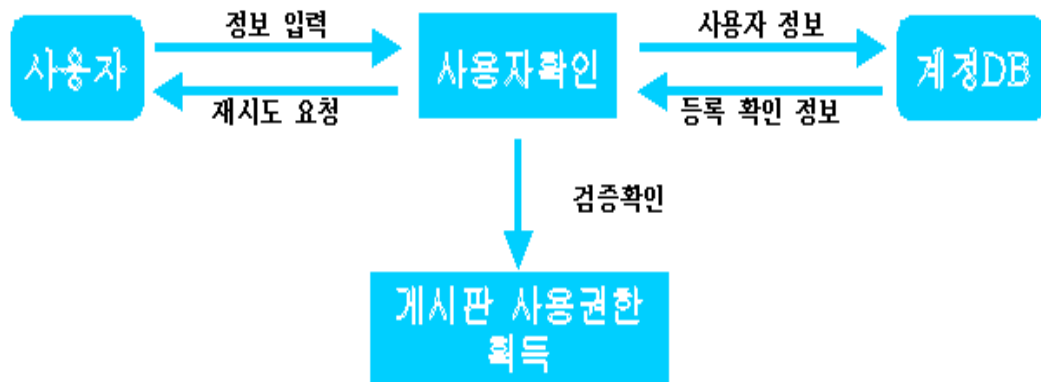 정보 입력
사용자 정보
사용자
사용자확인
계정DB
재시도 요청
등록 확인 정보
검증확인
게시판 사용권한
획득